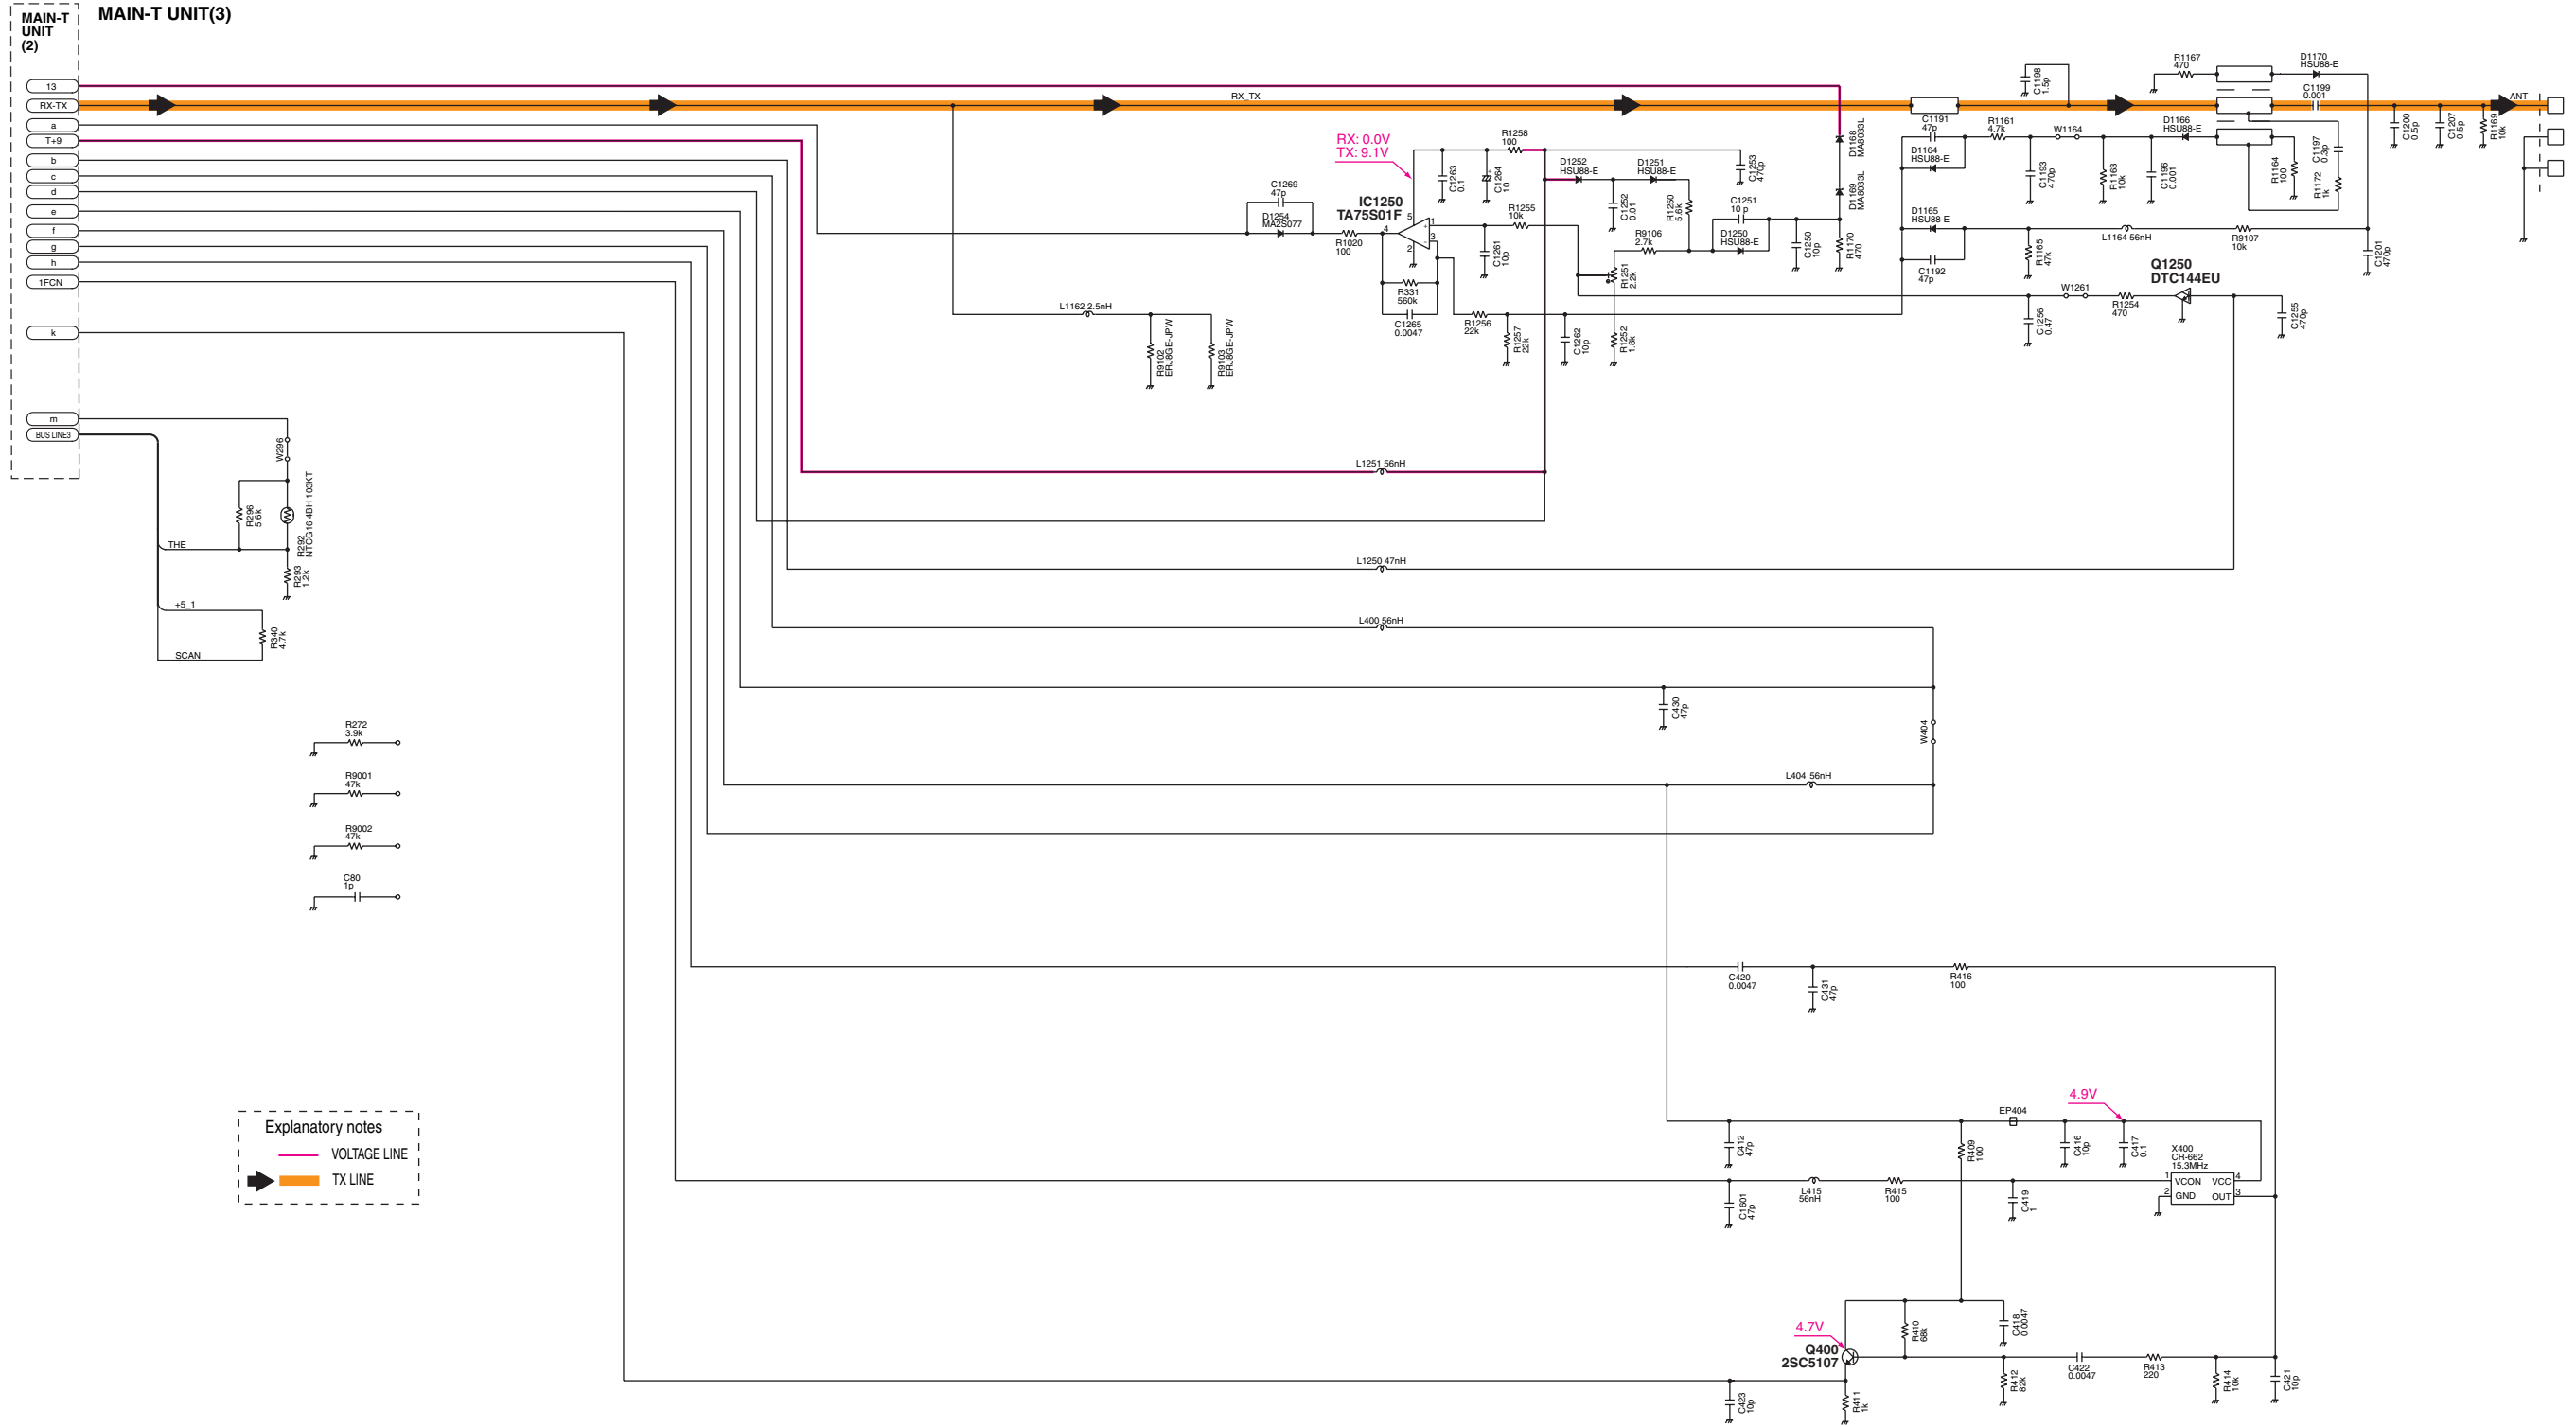 MAIN-T
UNIT
(2)
MAIN-T UNIT(3)
13
RX-TX
a
T+9
b
c
d
e
f
g
h
1FCN
k
m
BUS LINE3
RX_TX
ANT
W296
R296
5.6k
R292
NTCG16 4BH 103KT
THE
R293
1.2k
+5_1
R340
4.7k
SCAN
R272
3.9k
R9001
47k
R9002
47k
C80
1p
Explanatory notes
VOLTAGE LINE
TX LINE
L1162 2.5nH
R9102
ERJ8GE-JPW
R9103
ERJ8GE-JPW
C1269
47p
D1254
MA2S077
R1020
100
RX: 0.0V
TX: 9.1V
IC1250
TA75S01F
5
4
1
3
2
+
-
R331
560k
C1265
0.0047
C1263
0.1
C1264
10
R1258
100
R1255
10k
C1261
10p
R1256
22k
R1257
22k
C1262
10p
D1252
HSU88-E
D1251
HSU88-E
C1252
0.01
R1250
5.6k
C1253
470p
C1251
10 p
R9106
2.7k
D1250
HSU88-E
R1251
2.2k
R1252
1.8k
C1250
10p
R1170
470
D1168
MA8033L
D1169
MA8033L
C1198
1.5p
C1191
47p
D1164
HSU88-E
R1161
4.7k
W1164
C1193
470p
R1163
10k
C1196
0.001
D1166
HSU88-E
R1167
470
D1170
HSU88-E
C1199
0.001
R1164
100
R1172
1k
C1197
0.3p
C1200
0.5p
C1207
0.5p
R1169
10k
D1165
HSU88-E
C1192
47p
R1165
47k
L1164 56nH
R9107
10k
C1201
470p
Q1250
DTC144EU
W1261
R1254
470
C1256
0.47
C1255
470p
L1251 56nH
L1250 47nH
L400 56nH
C430
47p
W404
L404 56nH
C420
0.0047
C431
47p
R416
100
4.9V
EP404
C412
47p
R409
100
C416
10p
C417
0.1
X400
CR-662
15.3MHz
1
VCON
VCC
4
2
GND
OUT
3
C1601
47p
L415
56nH
R415
100
C419
1
4.7V
Q400
2SC5107
R410
68k
C418
0.0047
R412
82k
C422
0.0047
R413
220
R414
10k
C421
10p
C423
10p
R411
1k